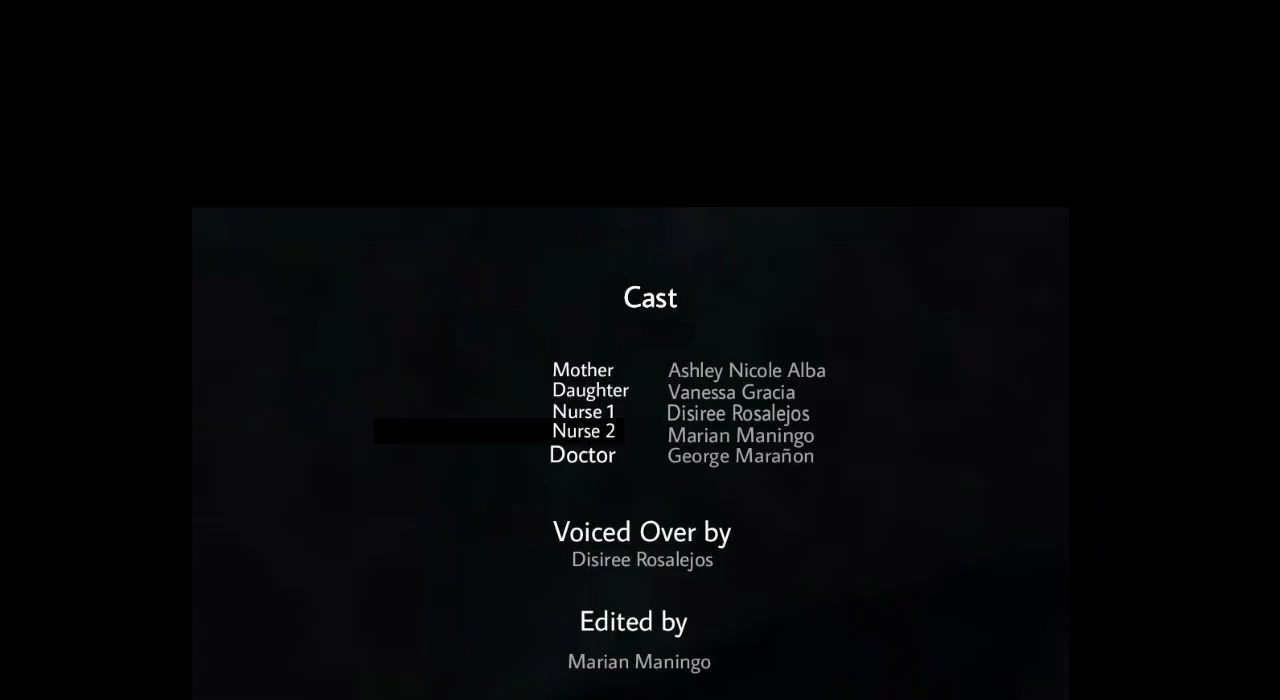 Cast
Mother Ashley Nicole Alba
Daughter Vanessa Gracia
Nurse 1 Disiree Rosalejos
Nurse 2 Marian Maningo
Doctor George Marañon
Voiced Over by
Disiree Rosalejos
Edited by
Marian Maningo